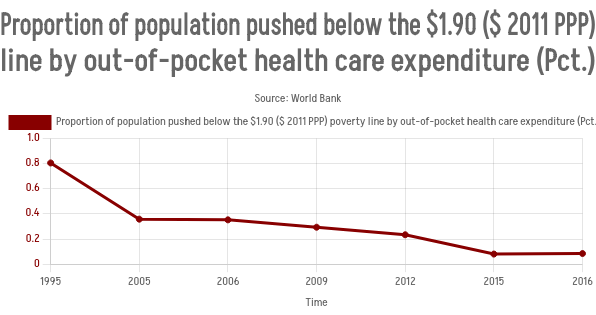 Proportion of population pushed below the $1.90 ($ 2011 PPP)
line by out-of-pocket health care expenditure (Pct.)
Source: World Bank
Proportion of population pushed below the $1.90 ($ 2011 PPP) poverty line by out-of-pocket health care expenditure (Pct.
1.0
0.8
0.6
0.4
0.2
0
1995 2005 2006 2009 2012 2015 2016
Time